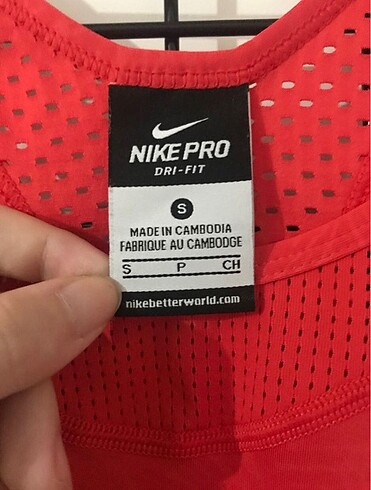 NIKE PRO
DRI-FIT
S
MADE IN CAMBODIA
FABRIQUE AU CAMBODGE
S P CH
nikebetterworld.com